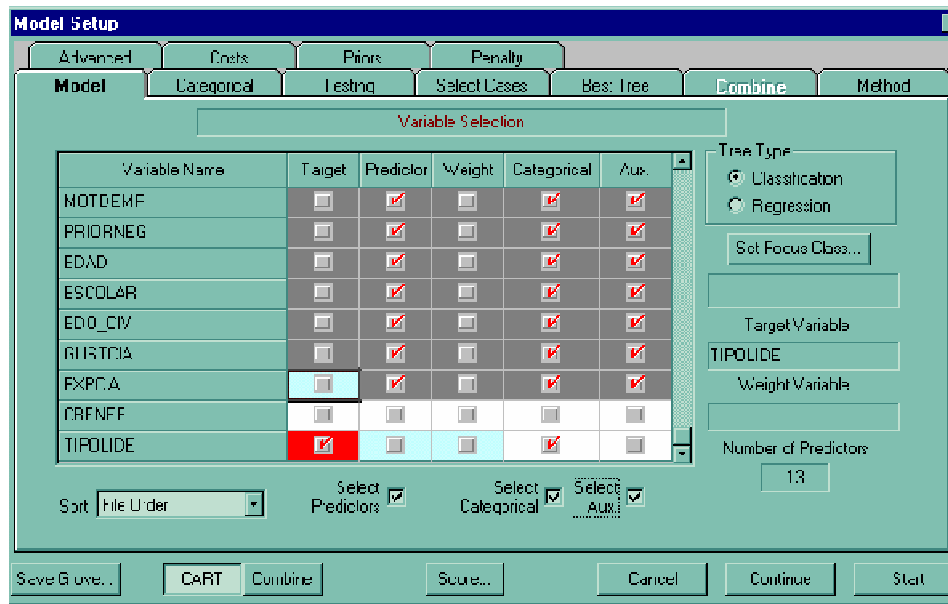 Model Setup
Advanced Costs Priors Penalty
Model Categorical Testing Select Cases Best Tree Combine Method
Variable Selection
Variable Name Target Predictor Weight Categorical Aux.
MOTDEME
PRIORNEG
EDAD
ESCOLAR
EDO_CIV
EXPCIA
CBENEF
TIPOLIDE
Tree Type
Classification
Regression
Set Focus Class...
Target Variable
TIPOLIDE
Weight Variable
Number of Predictors
13
Sort: File Order
Select Predictors
Select Categorical
Select Aux.
Save Grove... CART Combine Score... Cancel Continue Start